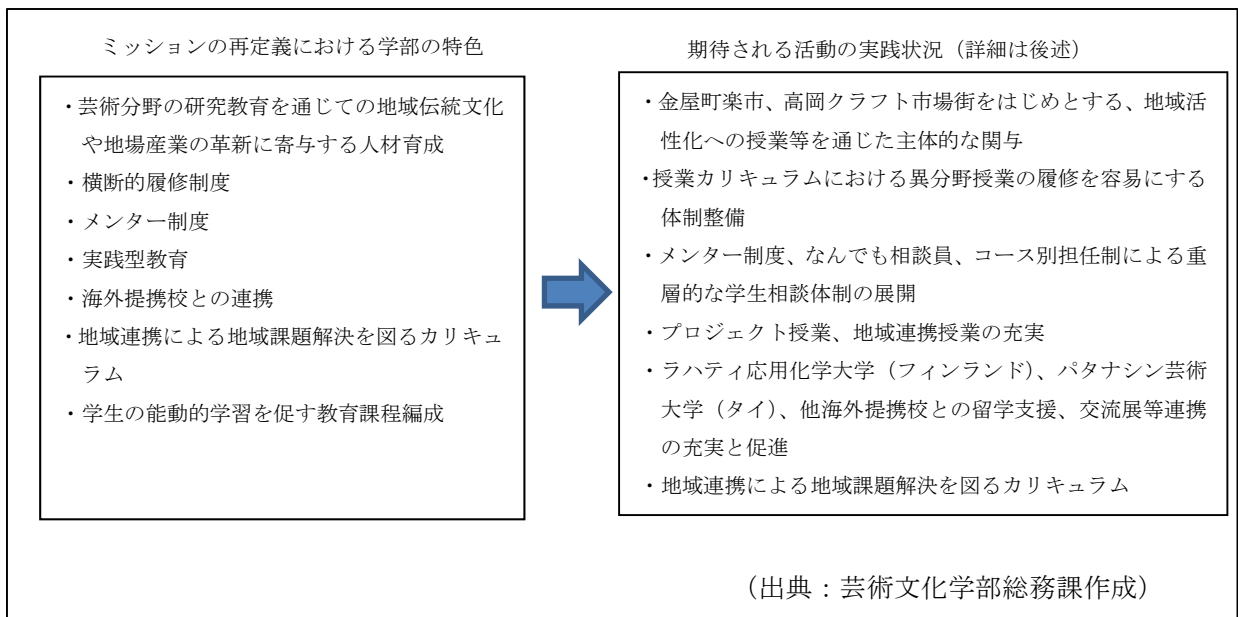 ミッションの再定義における学部の特色
・芸術分野の研究教育を通じての地域伝統文化
や地場産業の革新に寄与する人材育成
・横断的履修制度
・メンター制度
・実践型教育
・海外提携校との連携
・地域連携による地域課題解決を図るカリキュ
ラム
・学生の能動的学習を促す教育課程編成
期待される活動の実践状況（詳細は後述）
・金屋町楽市、高岡クラフト市場街をはじめとする、地域活
性化への授業等を通じた主体的な関与
・授業カリキュラムにおける異分野授業の履修を容易にする
体制整備
・メンター制度、なんでも相談員、コース別担任制による重
層的な学生相談体制の展開
・プロジェクト授業、地域連携授業の充実
・ラハティ応用化学大学（フィンランド）、パタナシン芸術
大学（タイ）、他海外提携校との留学支援、交流展等連携
の充実と促進
・地域連携による地域課題解決を図るカリキュラム
（出典：芸術文化学部総務課作成）